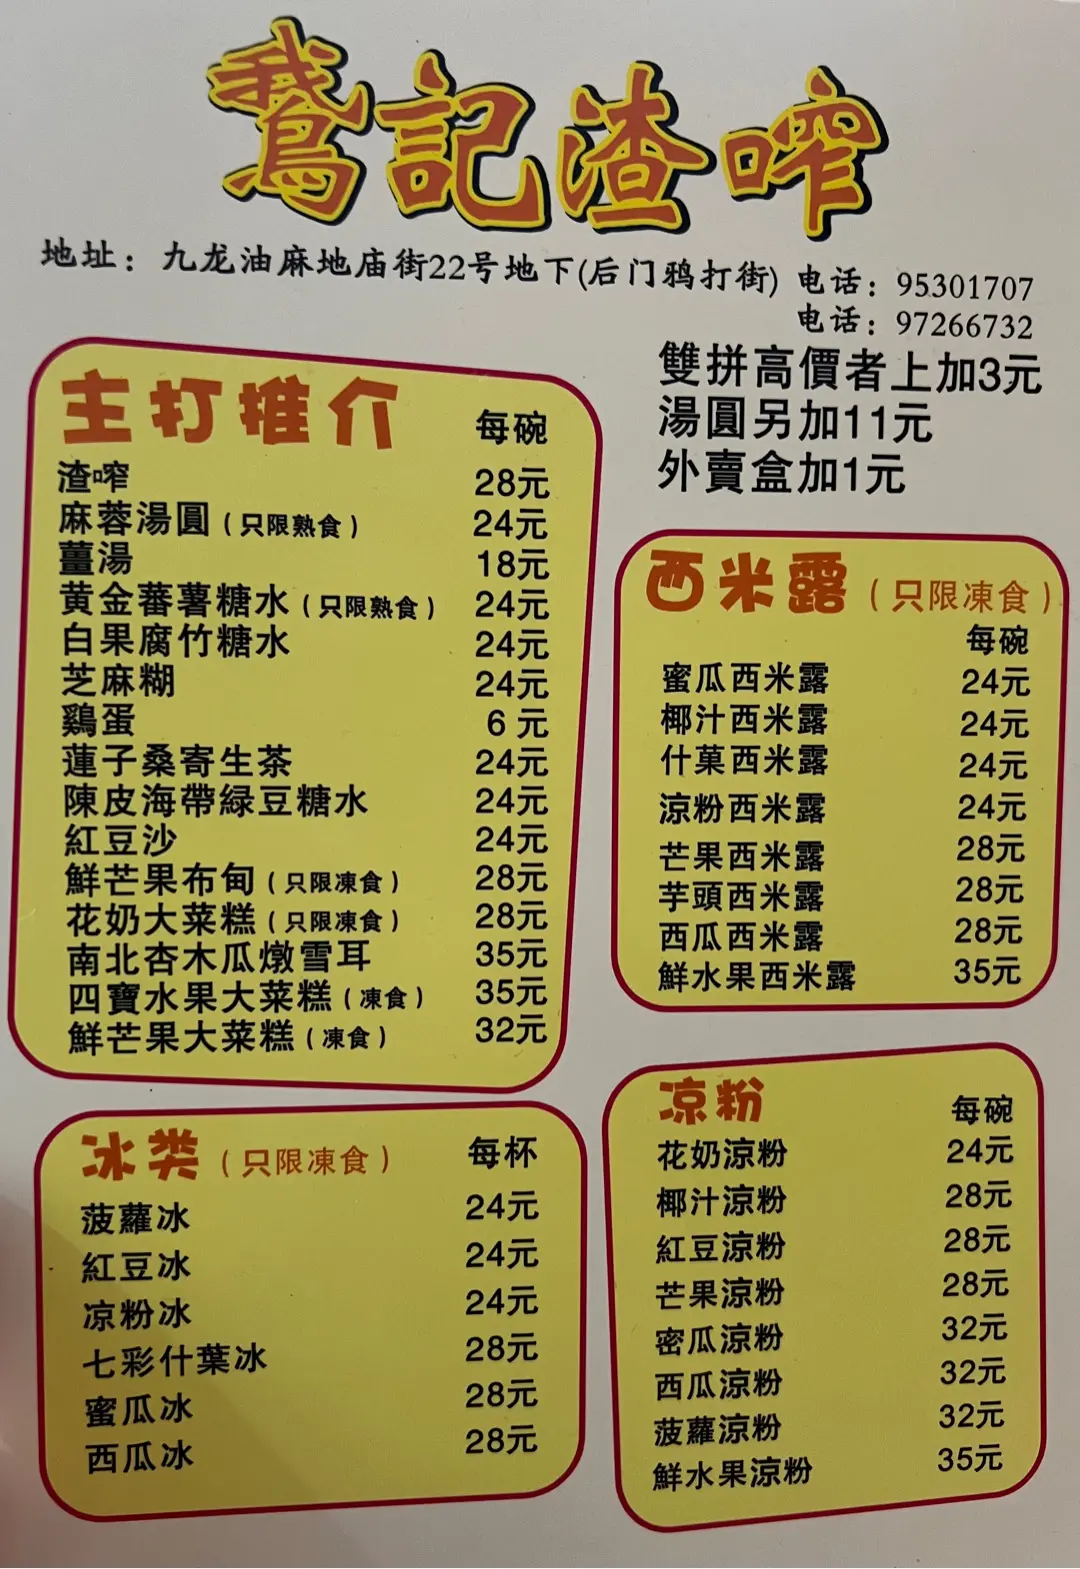 鵞記渣咋
地址：九龙油麻地庙街22号地下(后门鸦打街)
电话：95301707
电话：97266732
雙拼高價者上加3元
湯圓另加11元
外賣盒加1元
主打推介 每碗
渣咋 28元
麻蓉湯圓（只限熟食） 24元
薑湯 18元
黄金蕃薯糖水（只限熟食） 24元
白果腐竹糖水 24元
芝麻糊 24元
鷄蛋 6元
蓮子桑寄生茶 24元
陳皮海帶緑豆糖水 24元
紅豆沙 24元
鮮芒果布甸（只限凍食） 28元
花奶大菜糕（只限凍食） 28元
南北杏木瓜燉雪耳 35元
四寶水果大菜糕（凍食） 35元
鮮芒果大菜糕（凍食） 32元
西米露（只限凍食）
每碗
蜜瓜西米露 24元
椰汁西米露 24元
什菓西米露 24元
涼粉西米露 24元
芒果西米露 28元
芋頭西米露 28元
西瓜西米露 28元
鮮水果西米露 35元
冰类（只限凍食） 每杯
菠蘿冰 24元
紅豆冰 24元
凉粉冰 24元
七彩什葉冰 28元
蜜瓜冰 28元
西瓜冰 28元
凉粉 每碗
花奶涼粉 24元
椰汁涼粉 28元
紅豆涼粉 28元
芒果涼粉 28元
密瓜涼粉 32元
西瓜涼粉 32元
菠蘿涼粉 32元
鮮水果涼粉 35元